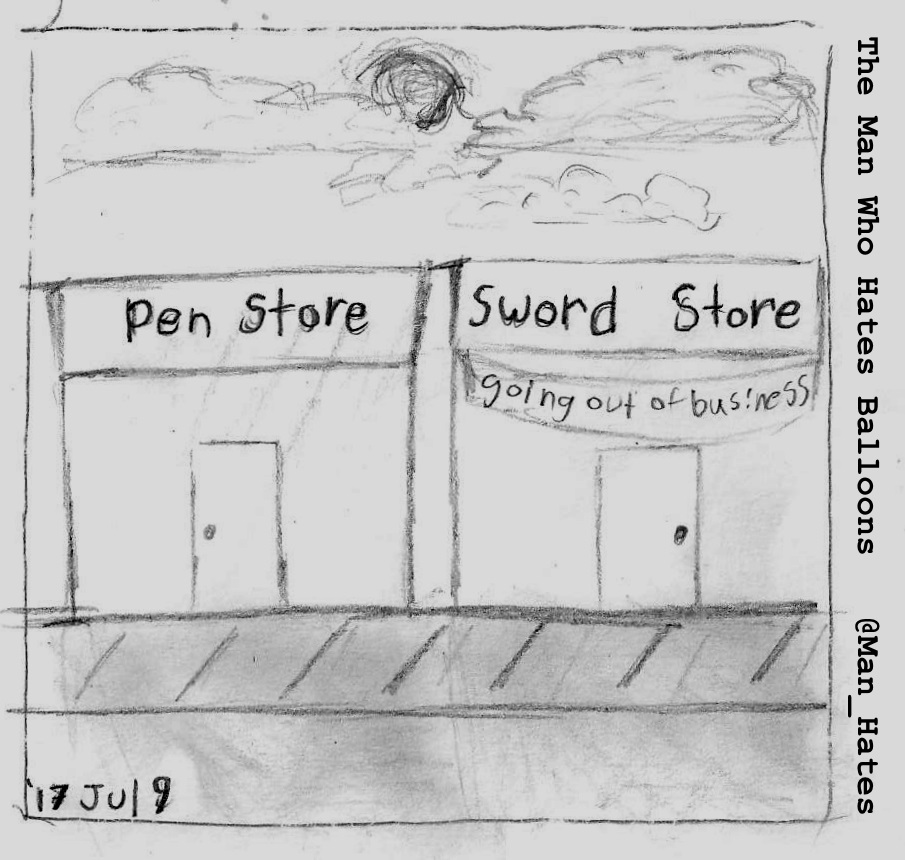 Pen Store
Sword Store
going out of business
'17 Jul 9
The Man Who Hates Balloons @Man_Hates